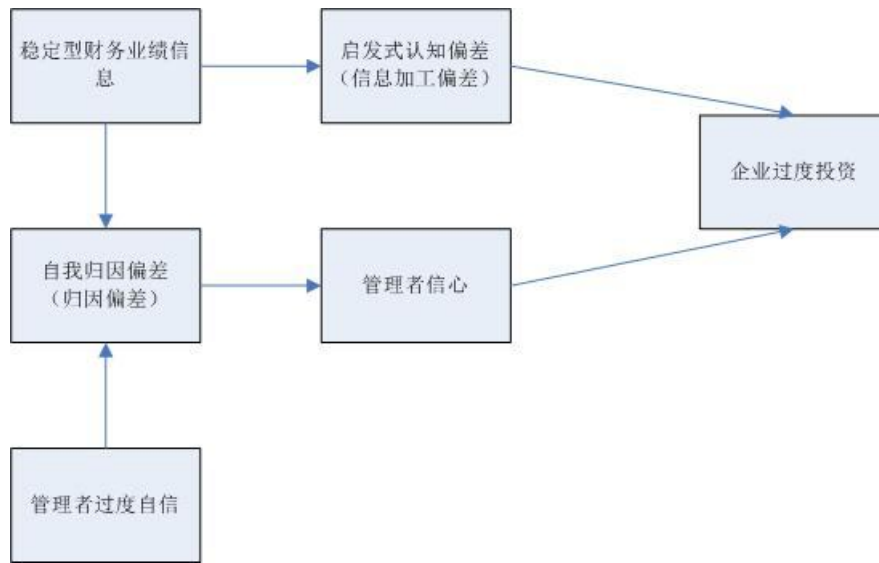 稳定型财务业绩信
息
启发式认知偏差
（信息加工偏差）
企业过度投资
自我归因偏差
（归因偏差）
管理者信心
管理者过度自信